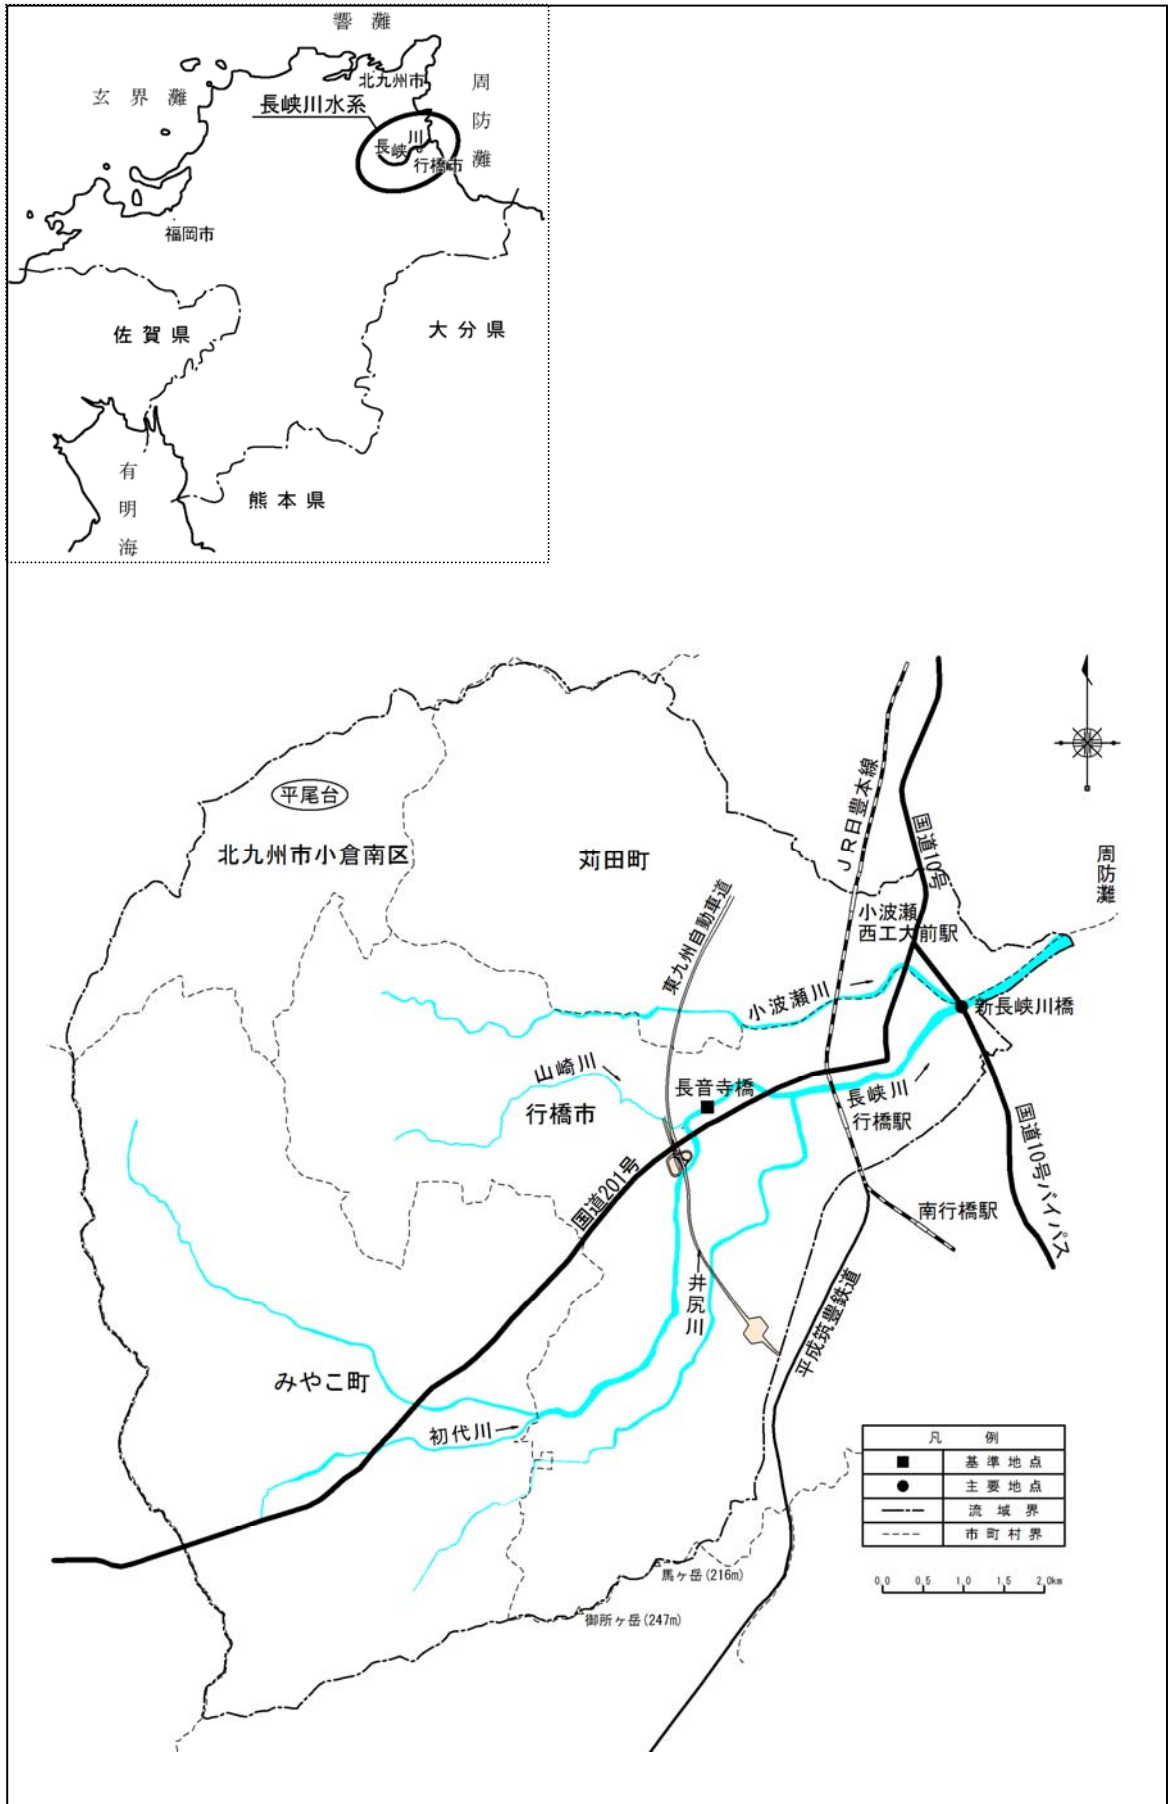 響 灘
北九州市
周防灘
玄 界 灘
長峡川水系
長峡川
行橋市
福岡市
佐 賀 県
大 分 県
有明海
熊 本 県
平尾台
北九州市小倉南区
苅田町
JR日豊本線
国道10号
周防灘
小波瀬
西工大前駅
東九州自動車道
小波瀬川
新長峡川橋
山崎川
長音寺橋
行橋市
長峡川
行橋駅
国道10号バイパス
国道201号
南行橋駅
井尻川
平成筑豊鉄道
みやこ町
初代川
凡 例
基 準 地 点
主 要 地 点
流 域 界
市 町 村 界
馬ヶ岳(216m)
御所ヶ岳(247m)
0.0 0.5 1.0 1.5 2.0km